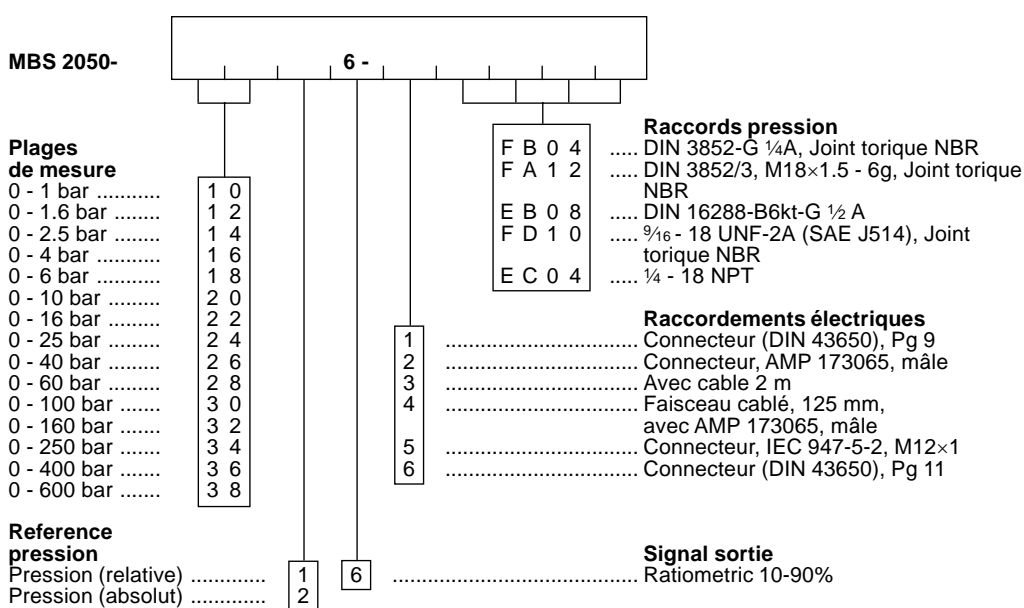 MBS 2050- 6 -
Plages
de mesure
0 - 1 bar ........... 1 0
0 - 1.6 bar ........ 1 2
0 - 2.5 bar ........ 1 4
0 - 4 bar ........... 1 6
0 - 6 bar ........... 1 8
0 - 10 bar ......... 2 0
0 - 16 bar ......... 2 2
0 - 25 bar ......... 2 4
0 - 40 bar ......... 2 6
0 - 60 bar ......... 2 8
0 - 100 bar ....... 3 0
0 - 160 bar ....... 3 2
0 - 250 bar ....... 3 4
0 - 400 bar ....... 3 6
0 - 600 bar ....... 3 8
Raccords pression
F B 0 4 ..... DIN 3852-G ¼A, Joint torique NBR
F A 1 2 ..... DIN 3852/3, M18×1.5 - 6g, Joint torique
NBR
E B 0 8 ..... DIN 16288-B6kt-G ½ A
F D 1 0 ..... 9⁄16 - 18 UNF-2A (SAE J514), Joint
torique NBR
E C 0 4 ..... ¼ - 18 NPT
Raccordements électriques
1 .................................... Connecteur (DIN 43650), Pg 9
2 .................................... Connecteur, AMP 173065, mâle
3 .................................... Avec cable 2 m
4 .................................... Faisceau cablé, 125 mm,
avec AMP 173065, mâle
5 .................................... Connecteur, IEC 947-5-2, M12×1
6 .................................... Connecteur (DIN 43650), Pg 11
Reference
pression
Pression (relative) ............. 1
Pression (absolut) ............. 2
Signal sortie
6 ............................................. Ratiometric 10-90%